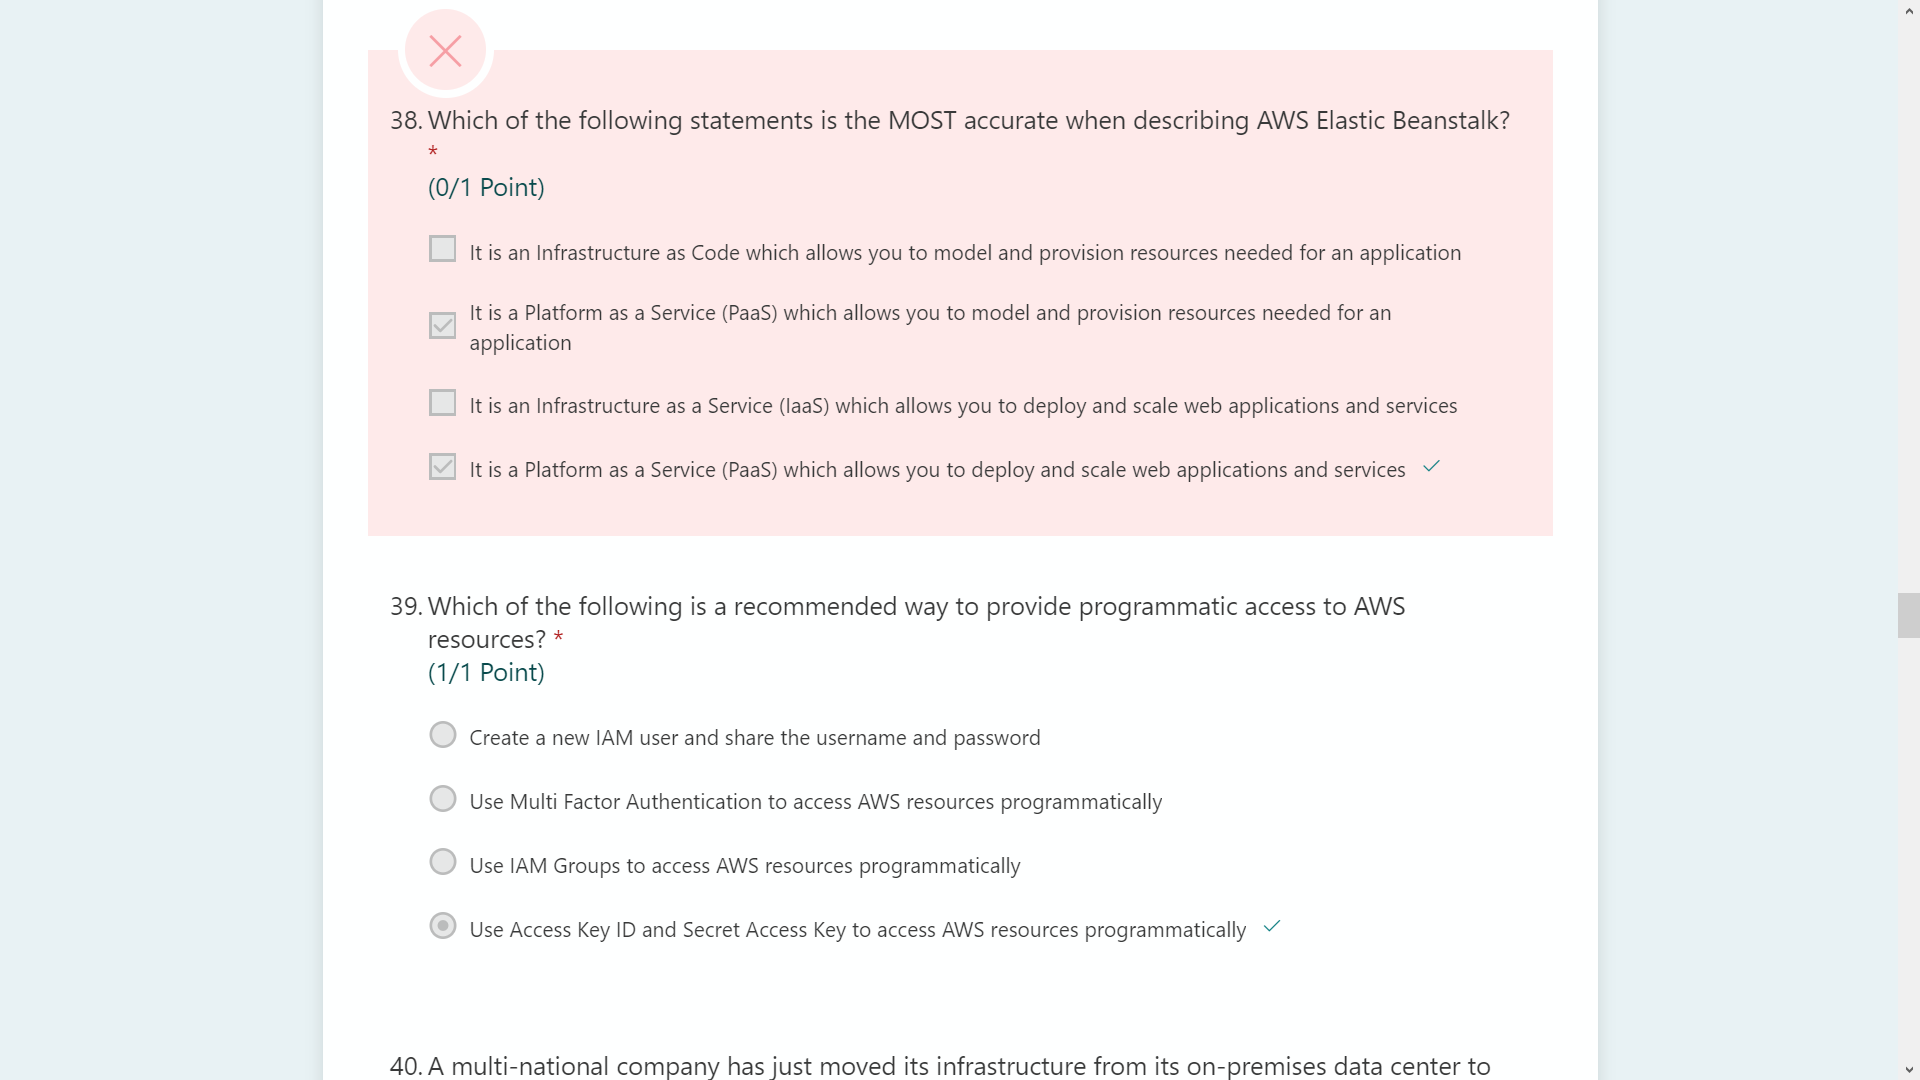 38. Which of the following statements is the MOST accurate when describing AWS Elastic Beanstalk?
*
(0/1 Point)
It is an Infrastructure as Code which allows you to model and provision resources needed for an application
It is a Platform as a Service (PaaS) which allows you to model and provision resources needed for an
application
It is an Infrastructure as a Service (IaaS) which allows you to deploy and scale web applications and services
It is a Platform as a Service (PaaS) which allows you to deploy and scale web applications and services
39. Which of the following is a recommended way to provide programmatic access to AWS
resources? *
(1/1 Point)
Create a new IAM user and share the username and password
Use Multi Factor Authentication to access AWS resources programmatically
Use IAM Groups to access AWS resources programmatically
Use Access Key ID and Secret Access Key to access AWS resources programmatically
40. A multi-national company has just moved its infrastructure from its on-premises data center to